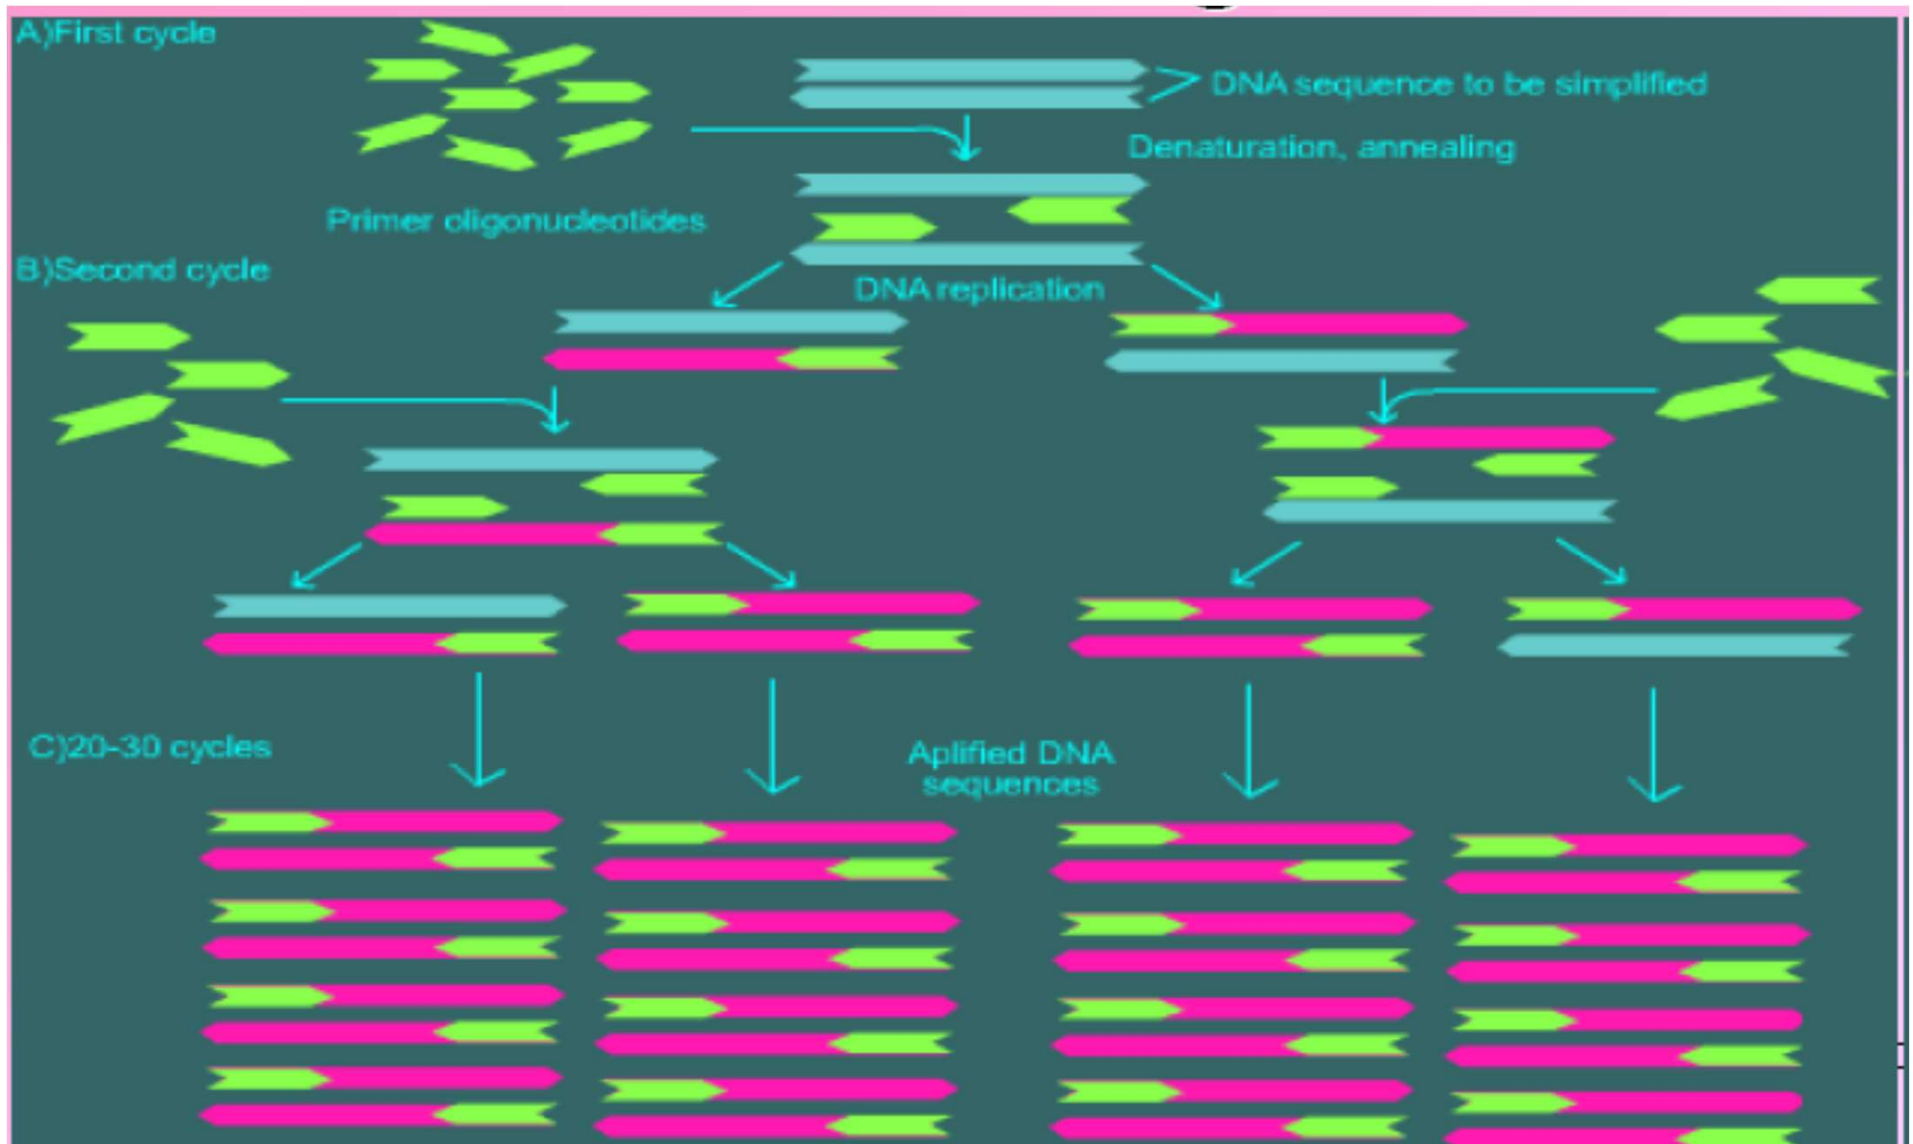 A)First cycle
DNA sequence to be simplified
Denaturation, annealing
Primer oligonucleotides
B)Second cycle
DNA replication
C)20-30 cycles
Aplified DNA
sequences